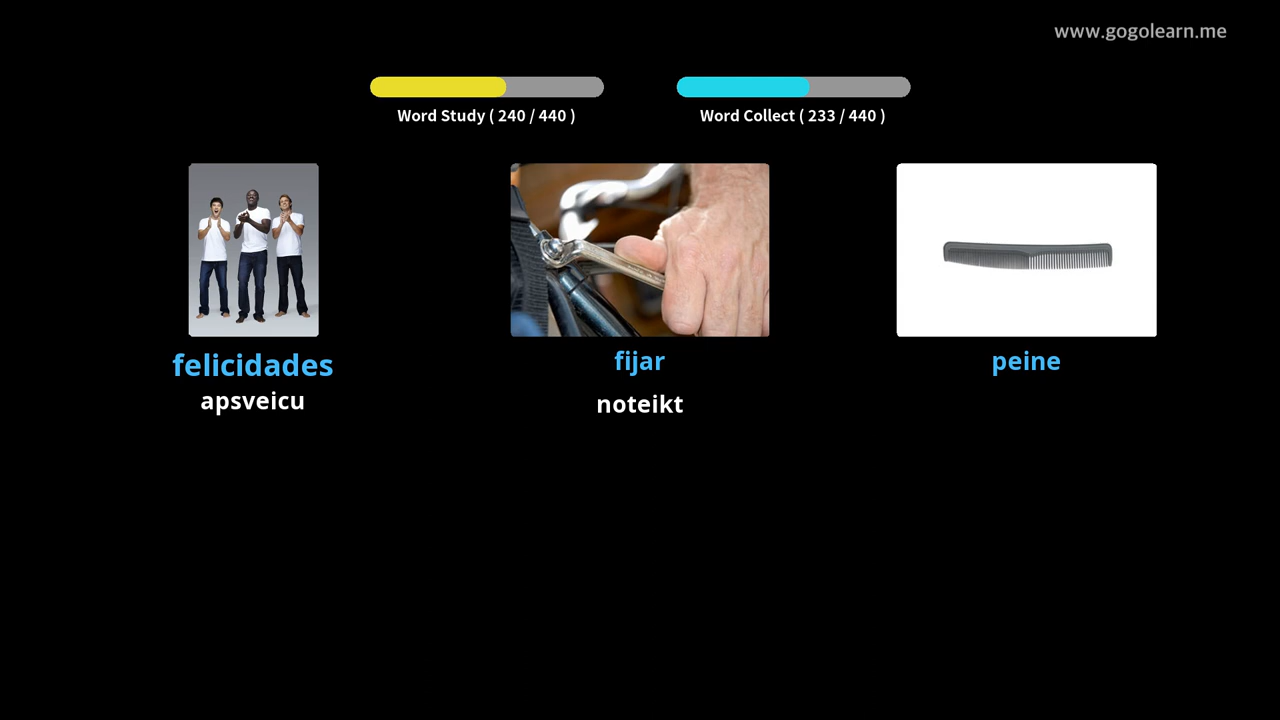 www.gogolearn.me
Word Study ( 240 / 440 )
Word Collect ( 233 / 440 )
felicidades
apsveicu
fijar
noteikt
peine